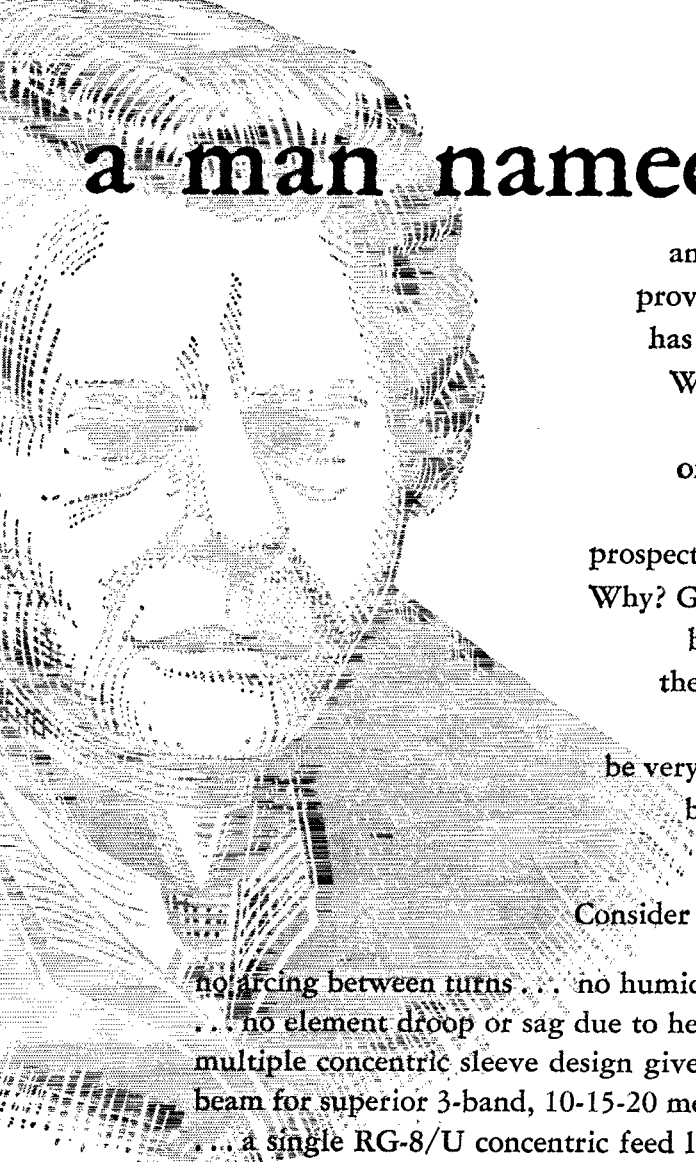 a man named
an
prov
has
W
o
prospect
Why? G
b
the
be very
b
Consider
no arcing between turns . . . no humid
. . . no element droop or sag due to he
multiple concentric sleeve design give
beam for superior 3-band, 10-15-20 me
. . . a single RG-8/U concentric feed l